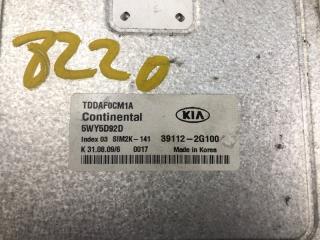 8220
TDDAF0CM1A
Continental
KIA
5WY5D92D
Index 03 SIM2K-141
39112-2G100
K 31.08.09/6 0017 Made in Korea